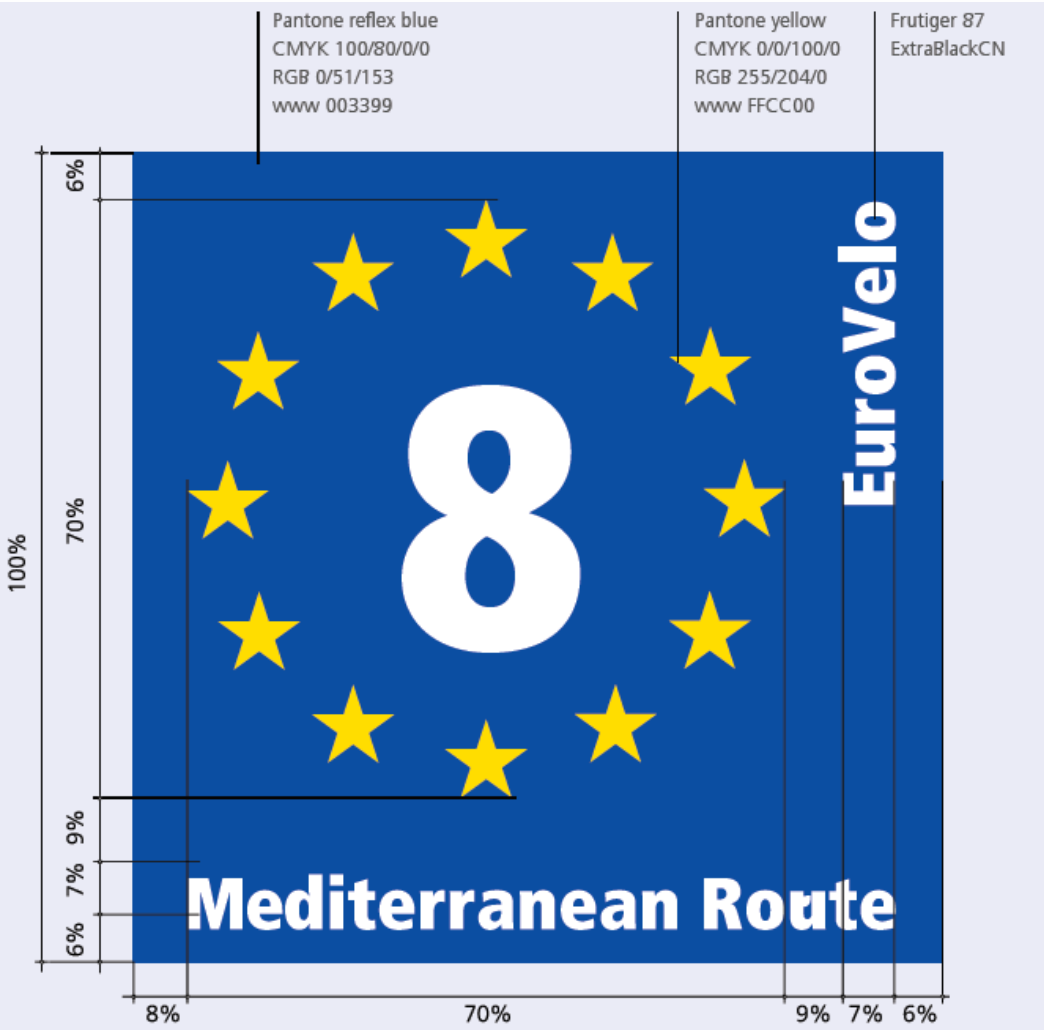 Pantone reflex blue
CMYK 100/80/0/0
RGB 0/51/153
www 003399
Pantone yellow
CMYK 0/0/100/0
RGB 255/204/0
www FFCC00
Frutiger 87
ExtraBlackCN
6%
70%
100%
9%
7%
6%
EuroVelo
8
Mediterranean Route
8%
70%
9%
7%
6%